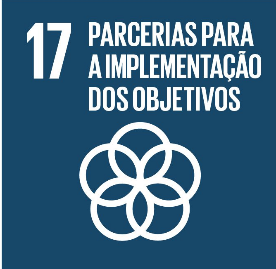 17 PARCERIAS PARA
A IMPLEMENTAÇÃO
DOS OBJETIVOS